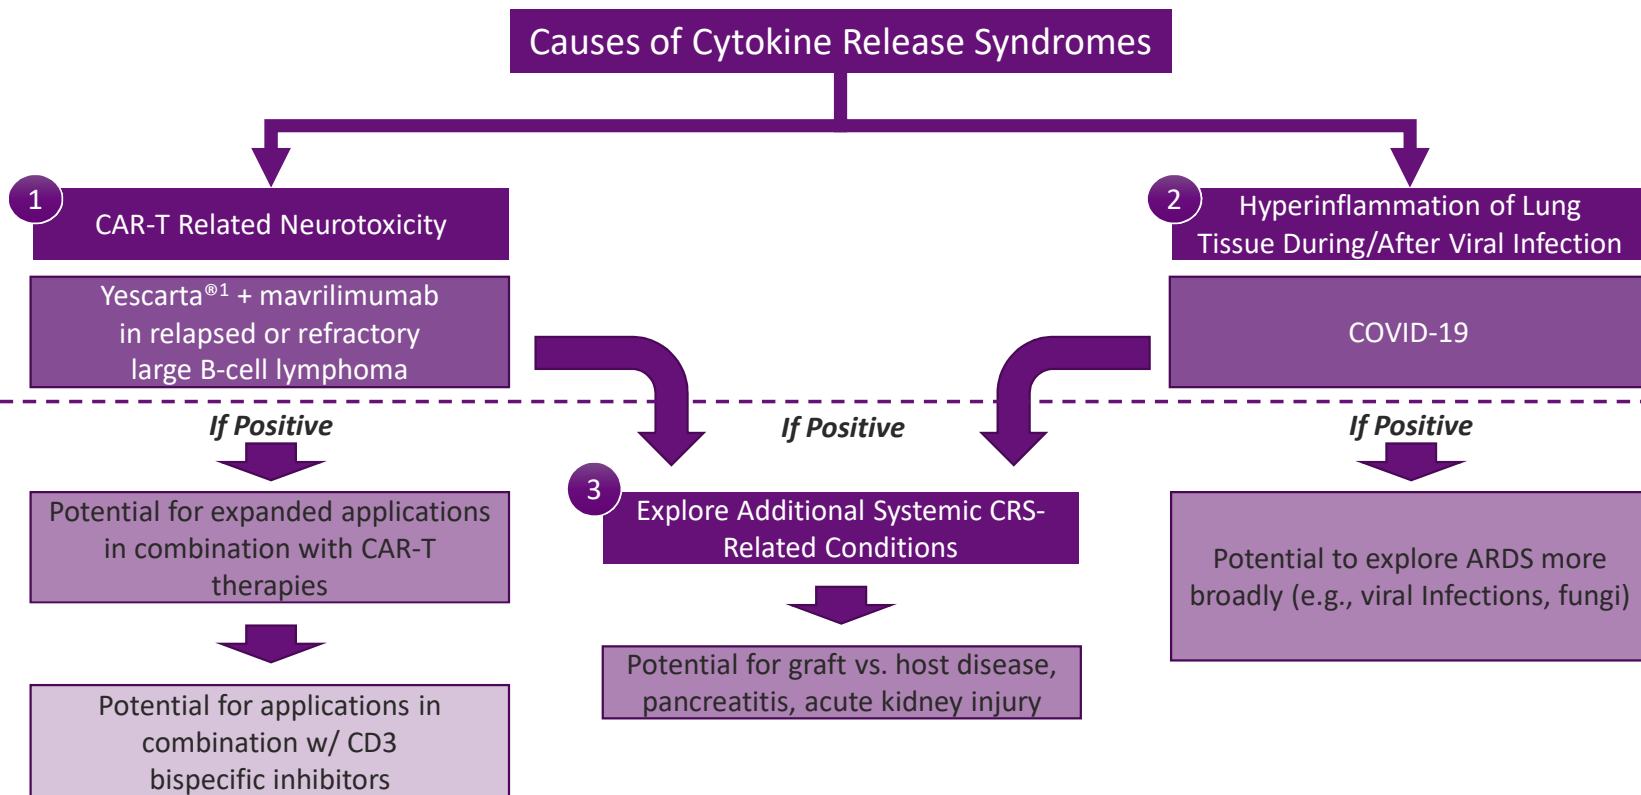 Causes of Cytokine Release Syndromes
1
CAR-T Related Neurotoxicity
2
Hyperinflammation of Lung
Tissue During/After Viral Infection
Yescarta®¹ + mavrilimumab
in relapsed or refractory
large B-cell lymphoma
COVID-19
If Positive
If Positive
If Positive
Potential for expanded applications
in combination with CAR-T
therapies
3
Explore Additional Systemic CRS-
Related Conditions
Potential to explore ARDS more
broadly (e.g., viral Infections, fungi)
Potential for graft vs. host disease,
pancreatitis, acute kidney injury
Potential for applications in
combination w/ CD3
bispecific inhibitors